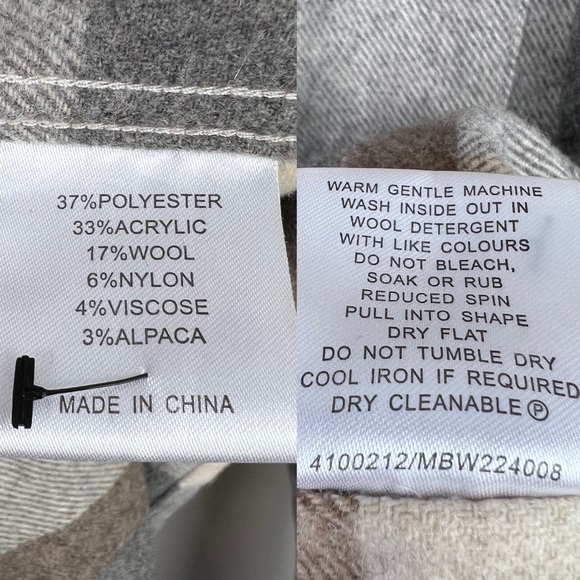 37%POLYESTER
33%ACRYLIC
17%WOOL
6%NYLON
4%VISCOSE
3%ALPACA
MADE IN CHINA
WARM GENTLE MACHINE
WASH INSIDE OUT IN
WOOL DETERGENT
WITH LIKE COLOURS
DO NOT BLEACH,
SOAK OR RUB
REDUCED SPIN
PULL INTO SHAPE
DRY FLAT
DO NOT TUMBLE DRY
COOL IRON IF REQUIRED
DRY CLEANABLE Ⓟ
4100212/MBW224008